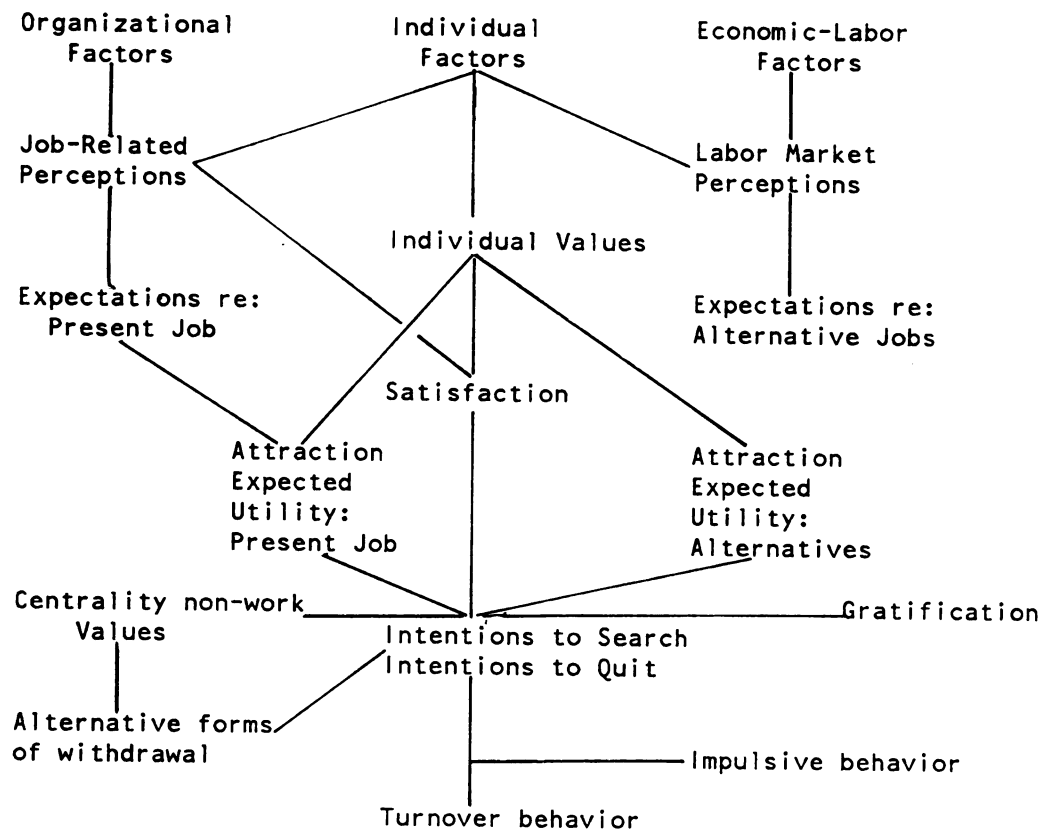 Organizational
Factors
Individual
Factors
Economic-Labor
Factors
Job-Related
Perceptions
Labor Market
Perceptions
Individual Values
Expectations re:
Present Job
Expectations re:
Alternative Jobs
Satisfaction
Attraction
Expected
Utility:
Present Job
Attraction
Expected
Utility:
Alternatives
Centrality non-work
Values
Gratification
Intentions to Search
Intentions to Quit
Alternative forms
of withdrawal
Impulsive behavior
Turnover behavior